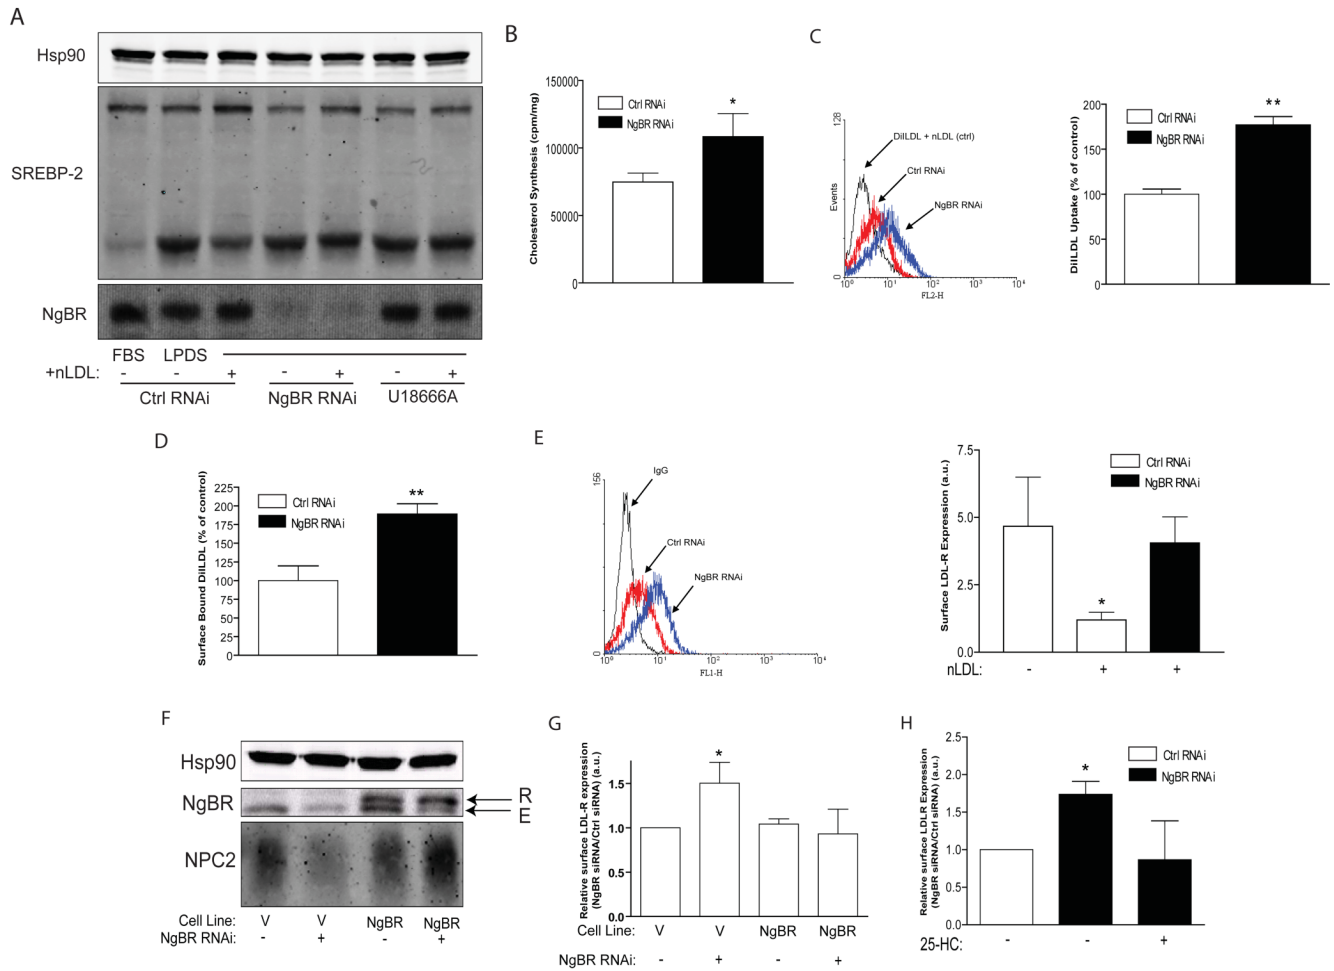 A
Hsp90
SREBP-2
NgBR
FBS LPDS
+nLDL: - - + - + - +
Ctrl RNAi NgBR RNAi U18666A
B
Cholesterol Synthesis (cpm/mg)
150000
100000
50000
0
Ctrl RNAi
NgBR RNAi
*
C
128
Events
0
DiILDL + nLDL (ctrl)
Ctrl RNAi
NgBR RNAi
10⁰ 10¹ 10² 10³ 10⁴
FL2-H
DiILDL Uptake (% of control)
200
150
100
50
0
Ctrl RNAi
NgBR RNAi
**
D
Surface Bound DiILDL (% of control)
225
200
175
150
125
100
75
50
25
0
Ctrl RNAi
NgBR RNAi
**
E
156
0
IgG
Ctrl RNAi
NgBR RNAi
10⁰ 10¹ 10² 10³ 10⁴
FL1-H
Surface LDL-R Expression (a.u.)
7.5
5.0
2.5
0.0
Ctrl RNAi
NgBR RNAi
*
nLDL: - + +
F
Hsp90
NgBR
R
E
NPC2
Cell Line: V V NgBR NgBR
NgBR RNAi: - + - +
G
Relative surface LDL-R expression
(NgBR siRNA/Ctrl siRNA) (a.u.)
1.5
1.0
0.5
0.0
*
Cell Line: V V NgBR NgBR
NgBR RNAi: - + - +
H
Relative surface LDLR Expression
(NgBR siRNA/Ctrl siRNA) (a.u.)
2.5
2.0
1.5
1.0
0.5
0.0
Ctrl RNAi
NgBR RNAi
*
25-HC: - - +